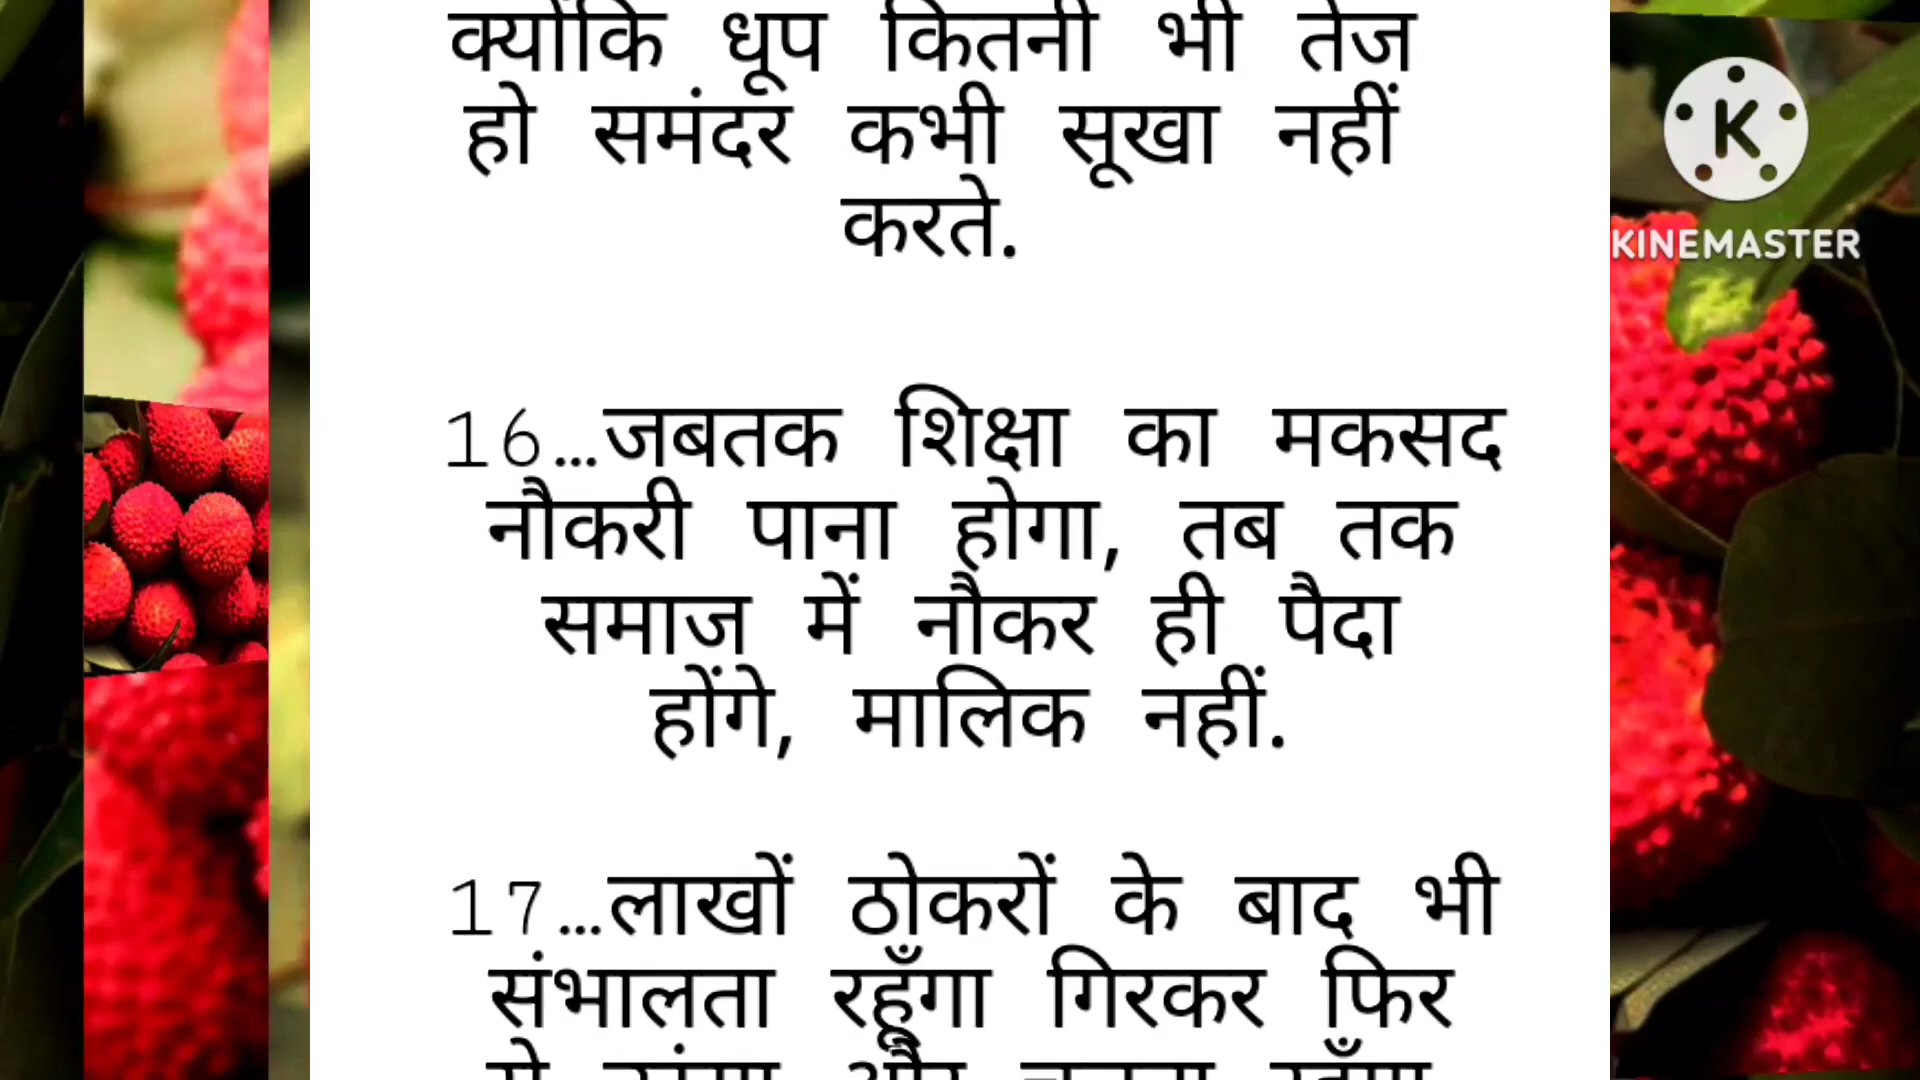 क्योंकि धूप कितनी भी तेज
हो समंदर कभी सूखा नहीं
करते.
16...जबतक शिक्षा का मकसद
नौकरी पाना होगा, तब तक
समाज में नौकर ही पैदा
होंगे, मालिक नहीं.
17...लाखों ठोकरों के बाद भी
संभालता रहूँगा गिरकर फिर
K
KINEMASTER